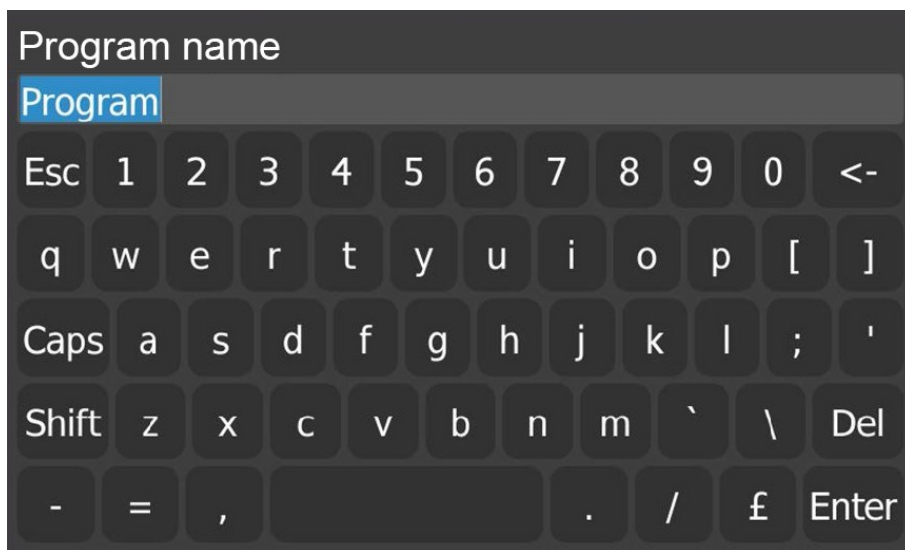 Program name
Program
Esc 1 2 3 4 5 6 7 8 9 0 <-
q w e r t y u i o p [ ]
Caps a s d f g h j k l ; '
Shift z x c v b n m ` \ Del
- = , . / £ Enter